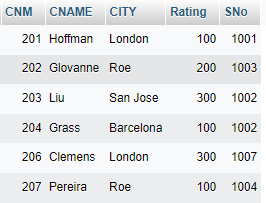 CNM CNAME CITY Rating SNo
201 Hoffman London 100 1001
202 Glovanne Roe 200 1003
203 Liu San Jose 300 1002
204 Grass Barcelona 100 1002
206 Clemens London 300 1007
207 Pereira Roe 100 1004